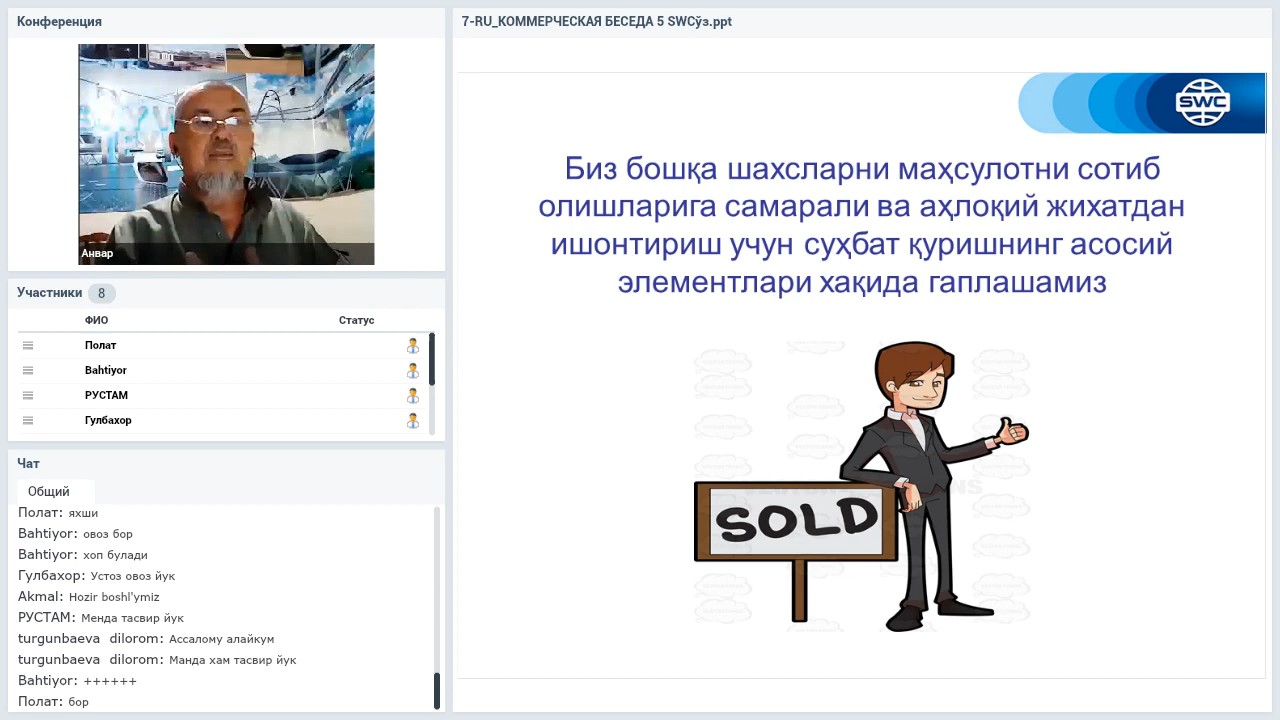 Конференция
Анвар
Участники 8
ФИО Статус
Полат
Bahtiyor
РУСТАМ
Гулбахор
Чат
Общий
Полат: яхши
Bahtiyor: овоз бор
Bahtiyor: хоп булади
Гулбахор: Устоз овоз йук
Akmal: Hozir boshl'ymiz
РУСТАМ: Менда тасвир йук
turgunbaeva dilorom: Ассалому алайкум
turgunbaeva dilorom: Манда хам тасвир йук
Bahtiyor: ++++++
Полат: бор
7-RU_КОММЕРЧЕСКАЯ БЕСЕДА 5 SWCўз.ppt
SWC
Биз бошқа шахсларни маҳсулотни сотиб
олишларига самарали ва аҳлоқий жихатдан
ишонтириш учун суҳбат қуришнинг асосий
элементлари хақида гаплашамиз
SOLD